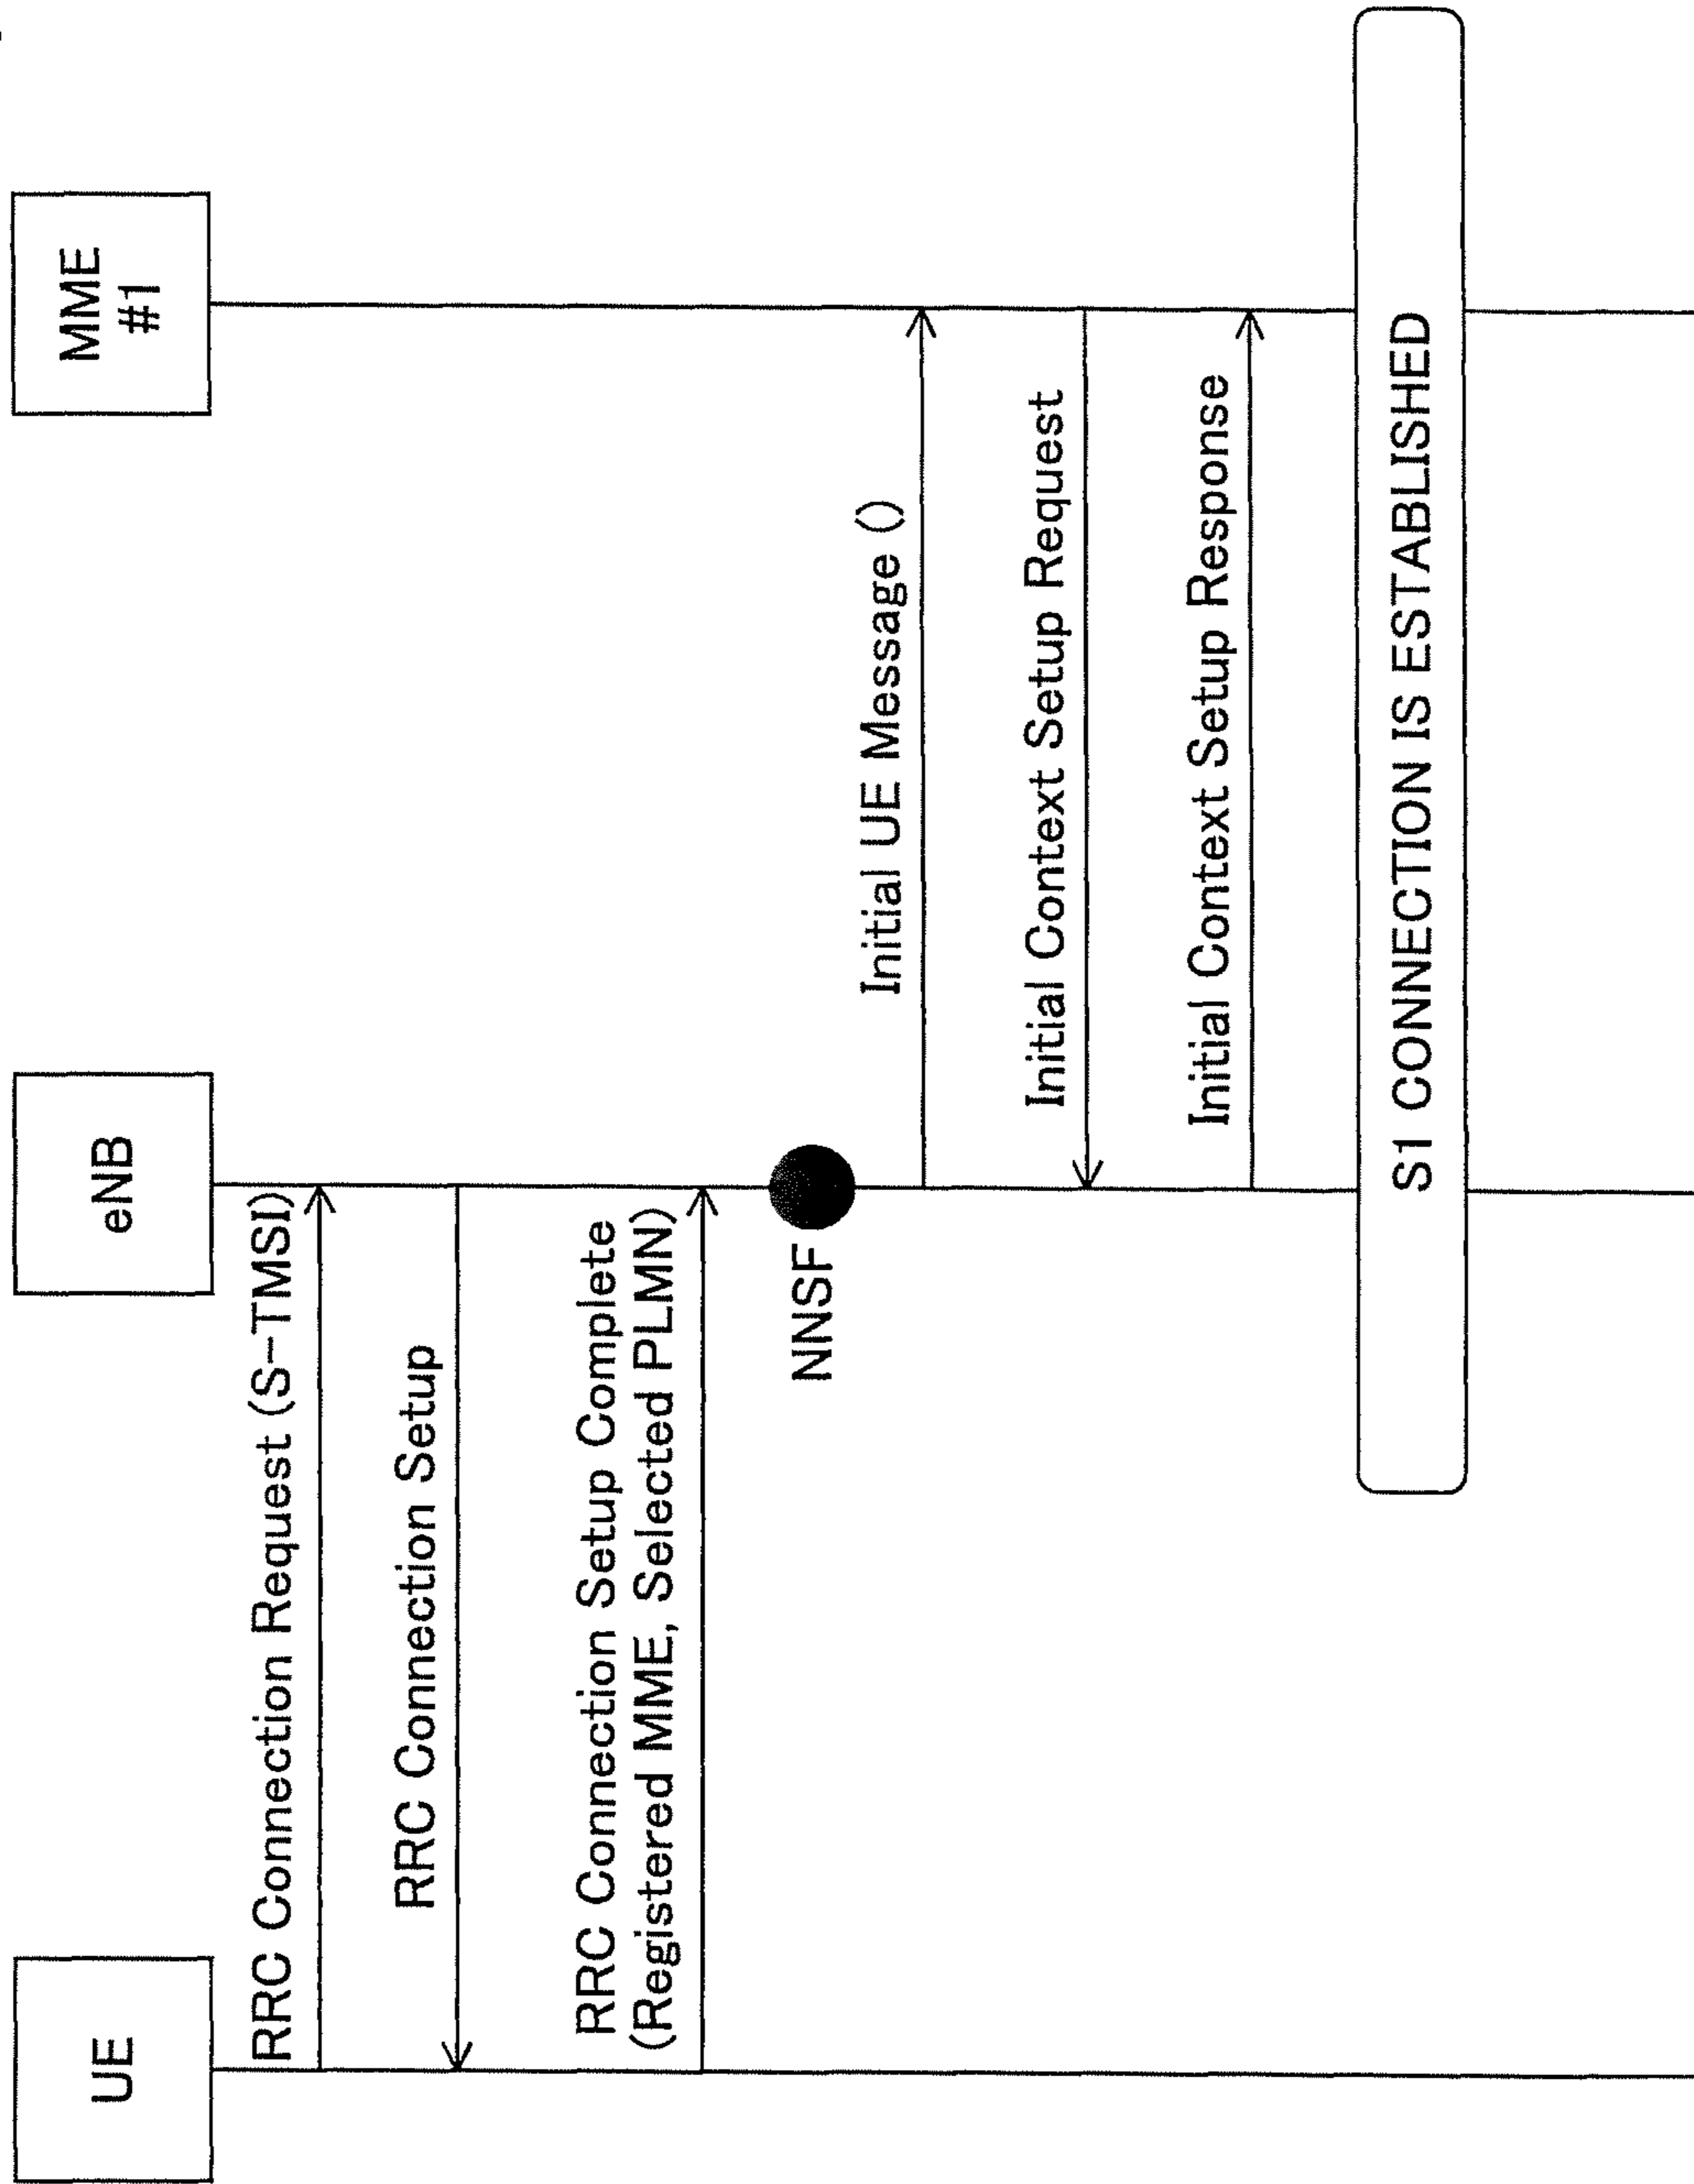 UE
eNB
MME
#1
RRC Connection Request (S-TMSI)
RRC Connection Setup
RRC Connection Setup Complete
(Registered MME, Selected PLMN)
NNSF
Initial UE Message ()
Initial Context Setup Request
Initial Context Setup Response
S1 CONNECTION IS ESTABLISHED